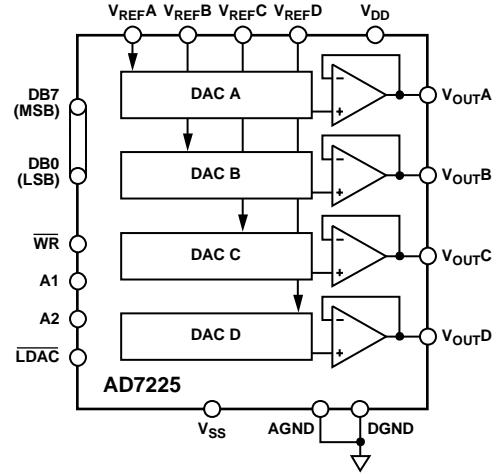 VREFA VREFB VREFC VREFD VDD
DAC A
VOUTA
DB7
(MSB)
DAC B
VOUTB
DB0
(LSB)
WR
DAC C
VOUTC
A1
A2
DAC D
VOUTD
LDAC
AD7225
VSS
AGND DGND